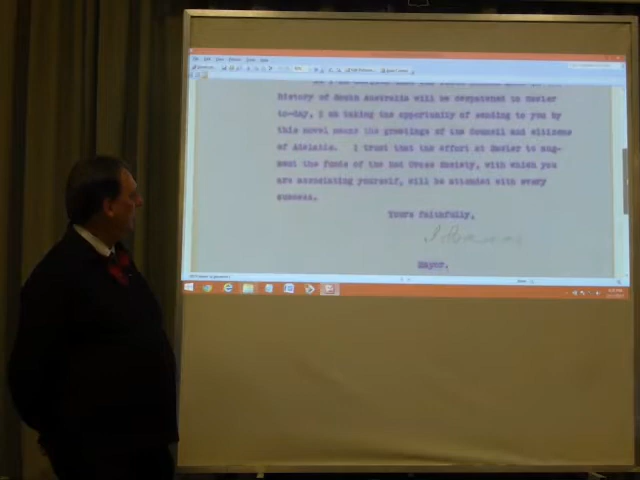 history of South Australia will be despatched to Exeter
to-day, I am taking the opportunity of sending to you by
this novel means the greetings of the Council and citizens
of Adelaide. I trust that the effort at Exeter to aug-
ment the funds of the Red Cross Society, with which you
are associating yourself, will be attended with every
success.
Yours faithfully,
Mayor.